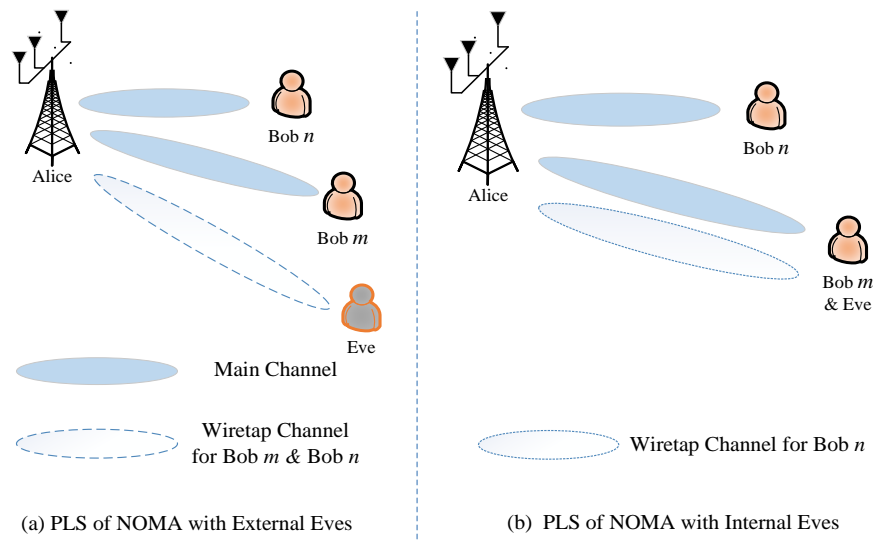 Bob n
Alice
Bob m
Eve
Main Channel
Wiretap Channel
for Bob m & Bob n
(a) PLS of NOMA with External Eves
Bob n
Alice
Bob m
& Eve
Wiretap Channel for Bob n
(b) PLS of NOMA with Internal Eves